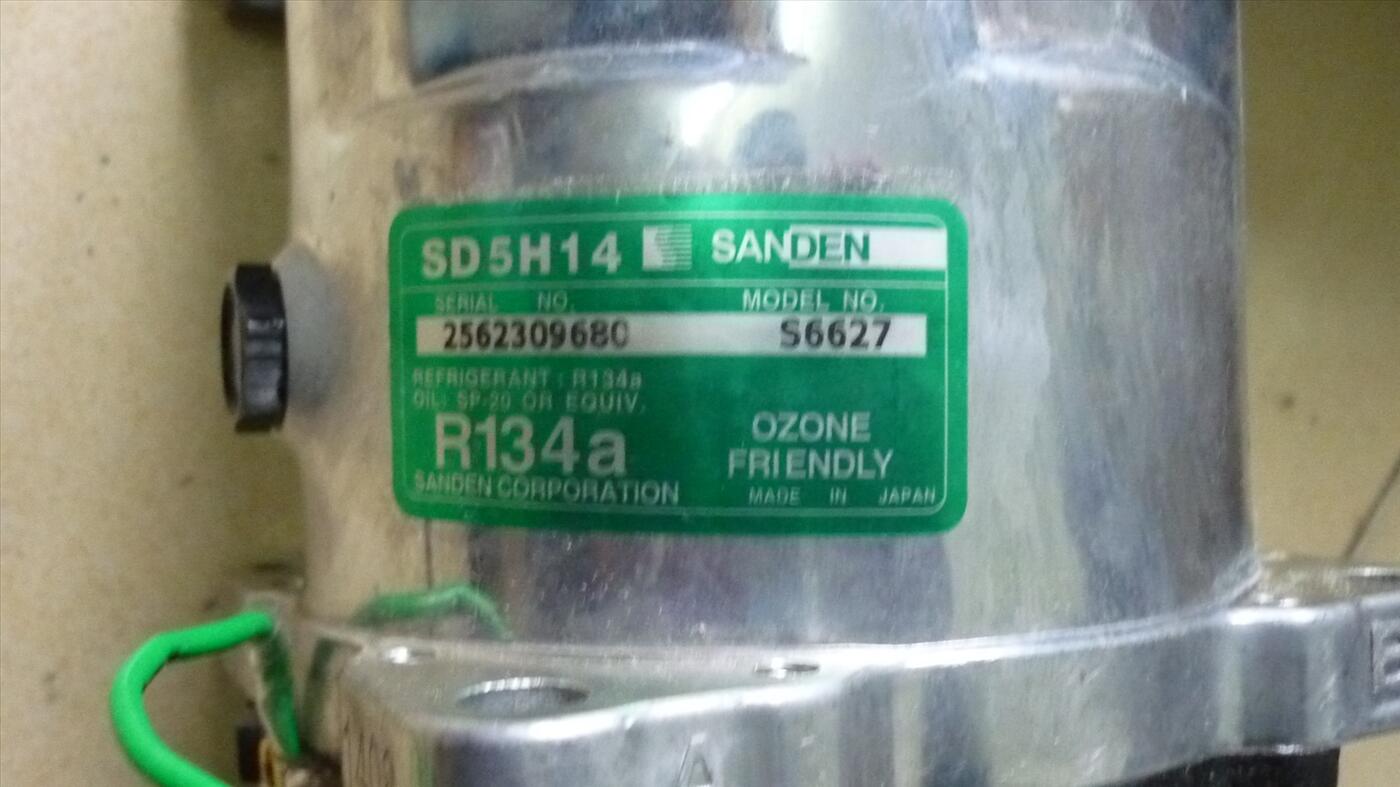 SD5H14 SANDEN
SERIAL NO. MODEL NO.
2562309680 S6627
REFRIGERANT : R134a
OIL: SP-20 OR EQUIV.
R134a OZONE FRIENDLY
SANDEN CORPORATION MADE IN JAPAN
A